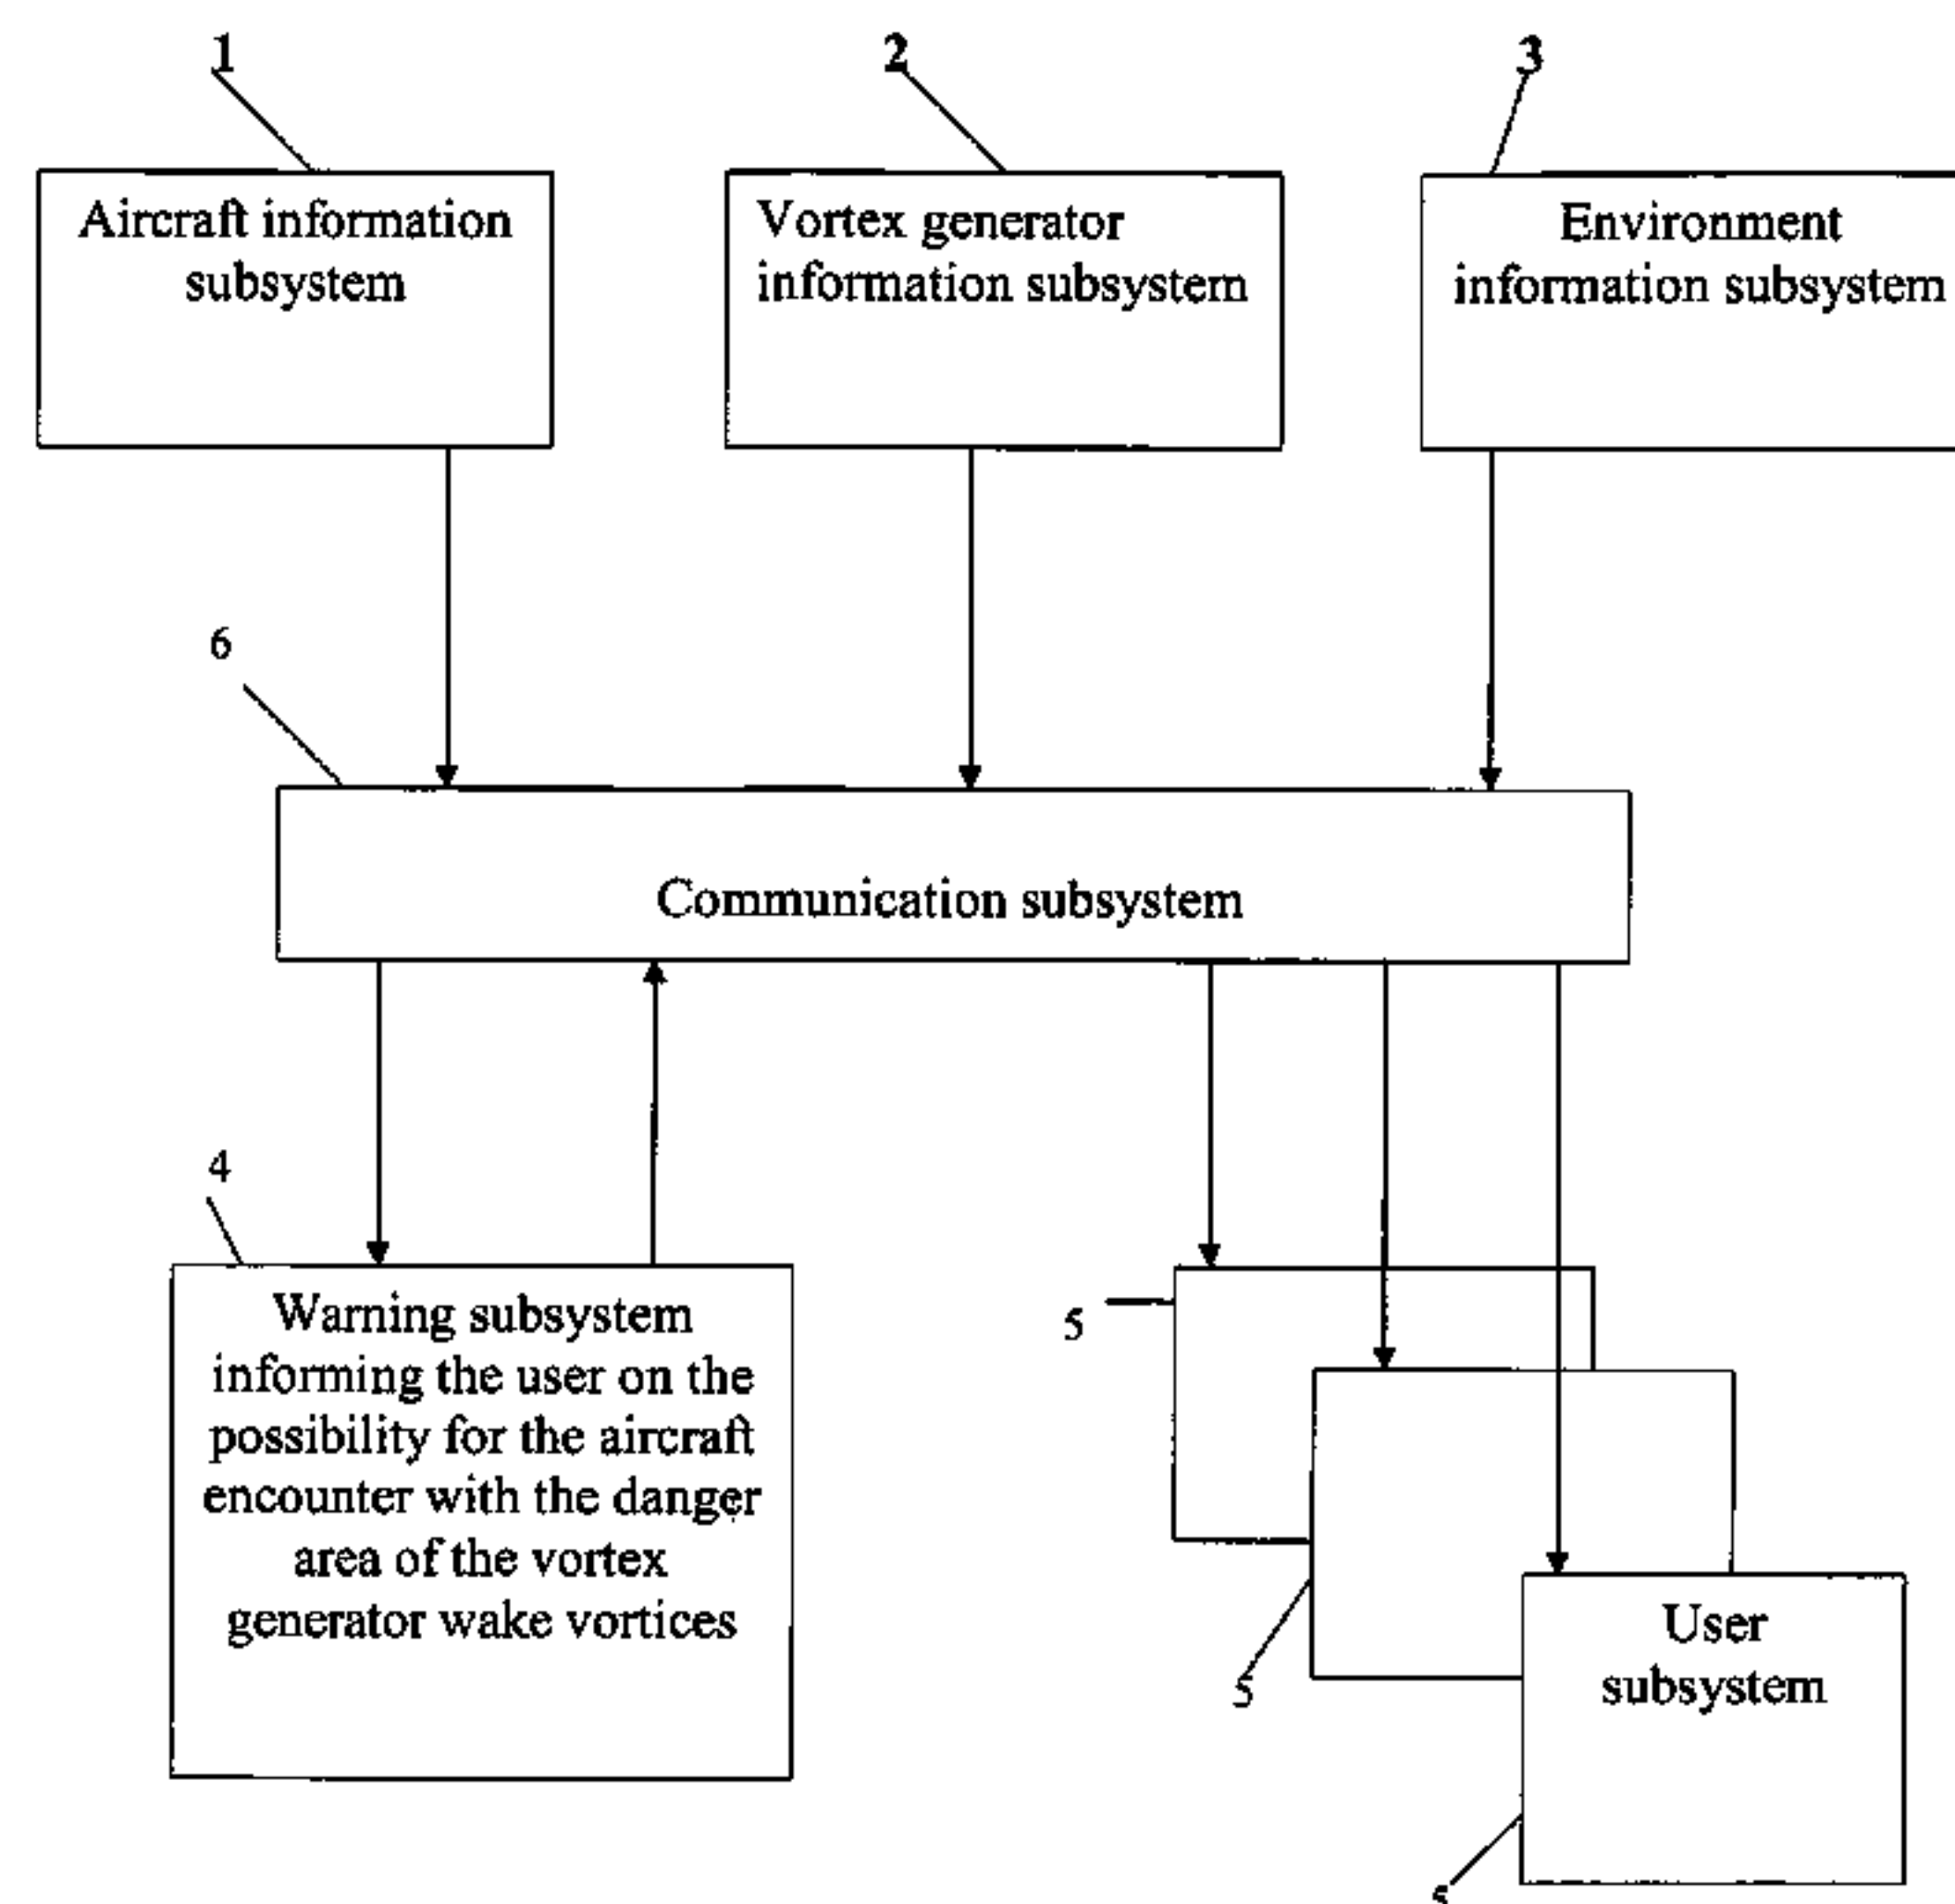 1
2
3
Aircraft information
subsystem
Vortex generator
information subsystem
Environment
information subsystem
6
Communication subsystem
4
Warning subsystem
informing the user on the
possibility for the aircraft
encounter with the danger
area of the vortex
generator wake vortices
5
5
User
subsystem
5